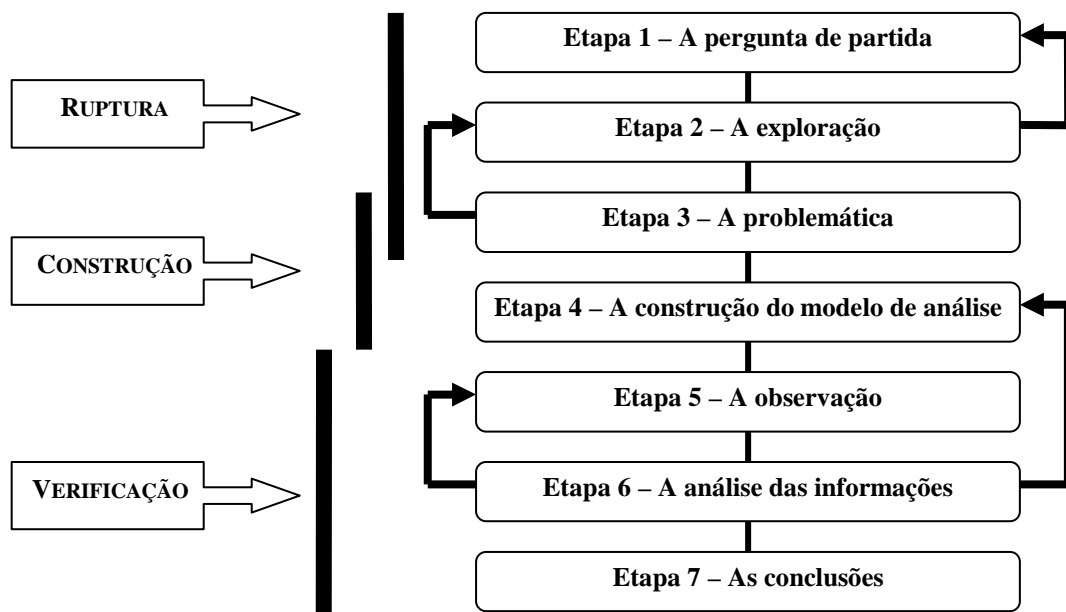 Etapa 1 – A pergunta de partida
RUPTURA
Etapa 2 – A exploração
Etapa 3 – A problemática
CONSTRUÇÃO
Etapa 4 – A construção do modelo de análise
Etapa 5 – A observação
VERIFICAÇÃO
Etapa 6 – A análise das informações
Etapa 7 – As conclusões